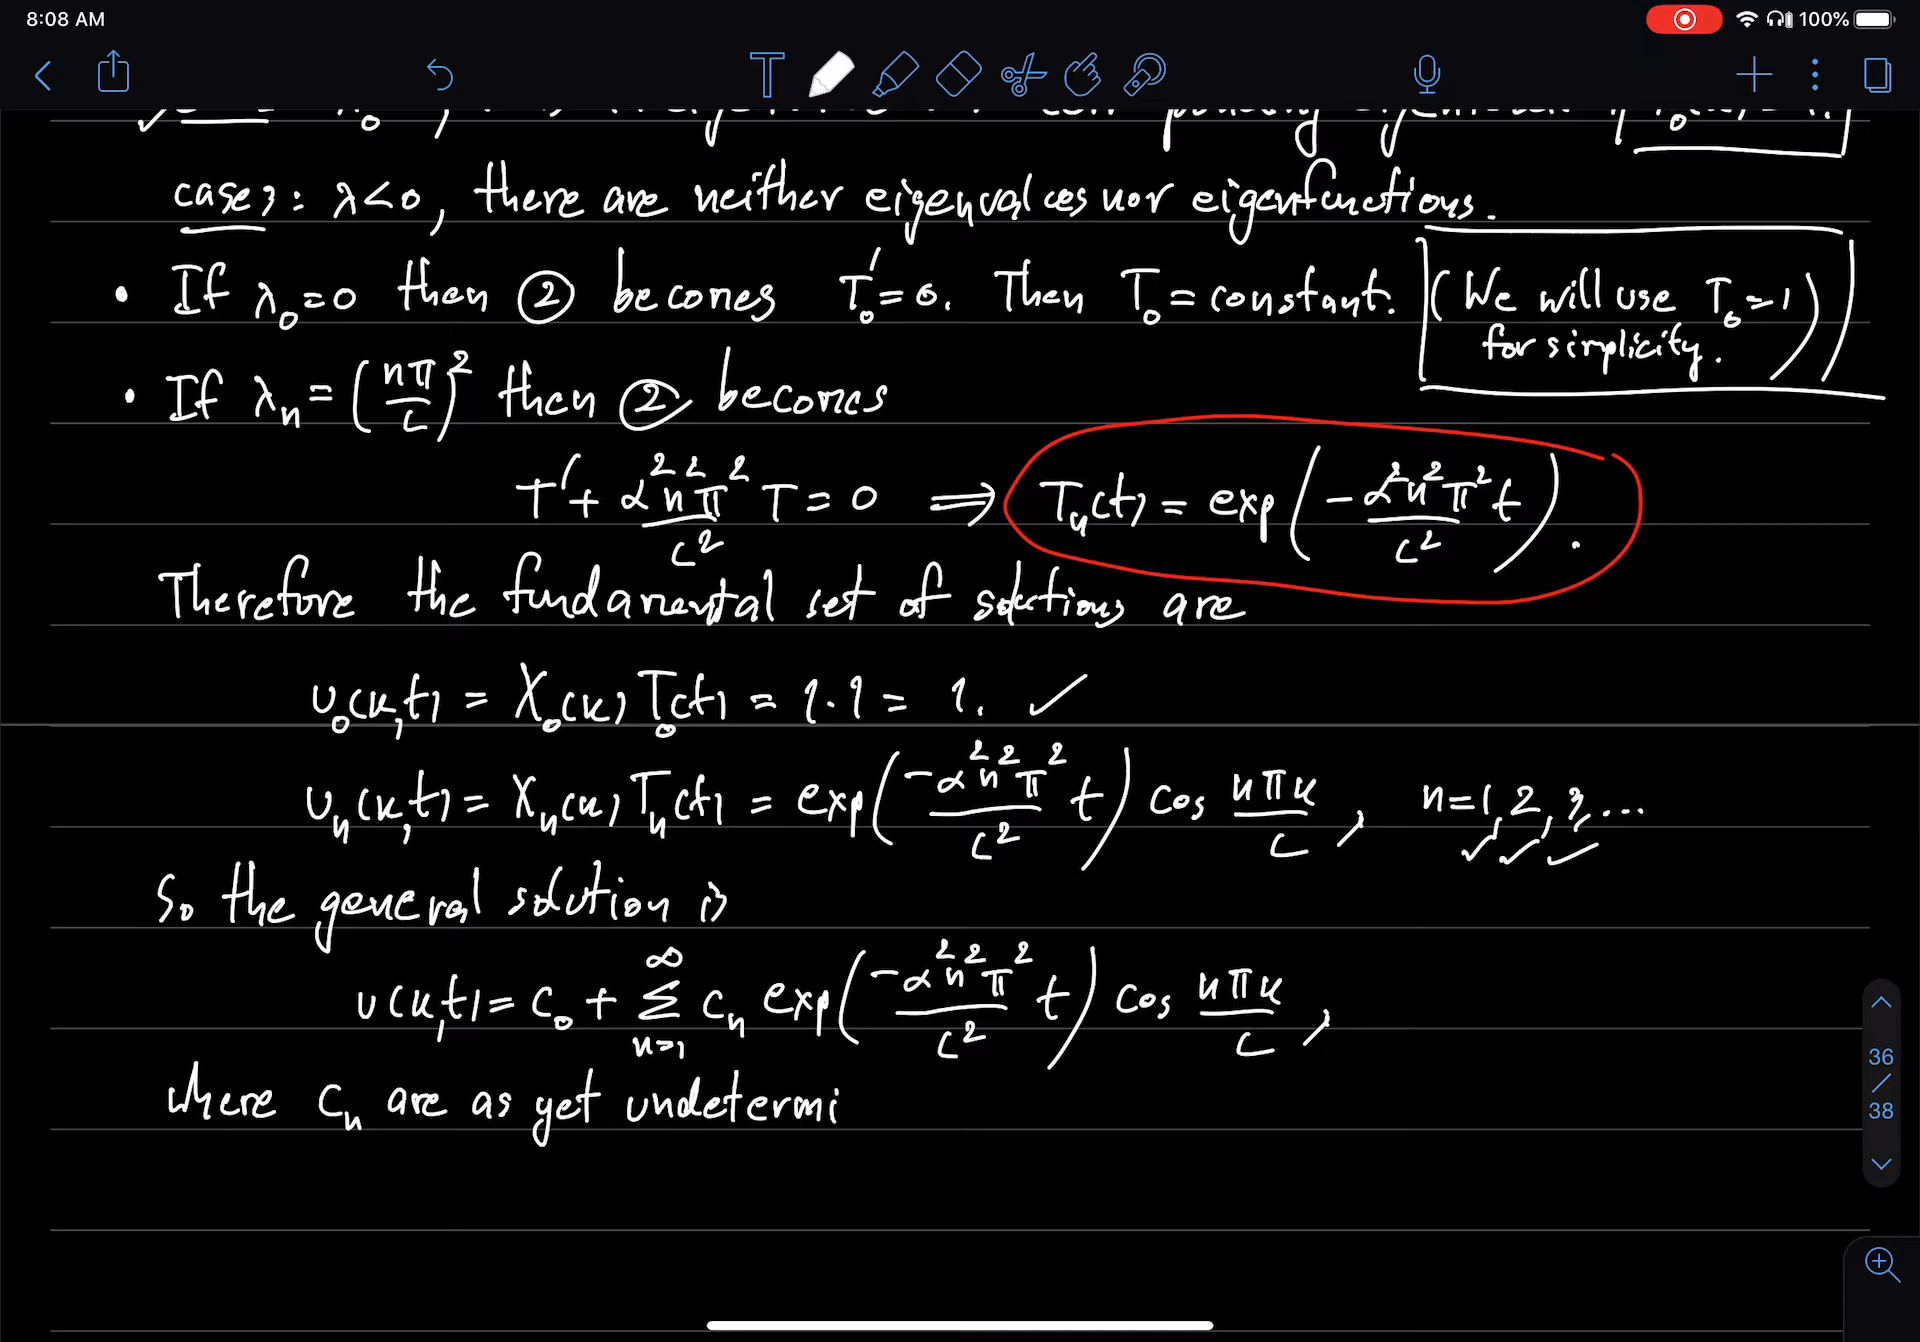 8:08 AM
100%
case 3: λ<0, there are neither eigenvalues nor eigenfunctions.
• If λ₀=0 then ② becomes T₀'=0. Then T₀ = constant. (We will use T₀=1)
for simplicity.
• If λₙ = (nπ/L)² then ② becomes
T' + α²n²π²/L² T = 0 ⇒ Tₙ(t) = exp(-α²n²π²t/L²).
Therefore the fundamental set of solutions are
u₀(x,t) = X₀(x) T₀(t) = 1·1 = 1. ✓
uₙ(x,t) = Xₙ(x) Tₙ(t) = exp(-α²n²π²/L² t) cos nπx/L, n=1,2,3,...
So the general solution is
u(x,t) = c₀ + ∑ₙ₌₁^∞ cₙ exp(-α²n²π²/L² t) cos nπx/L,
where cₙ are as yet undetermi
36
/
38